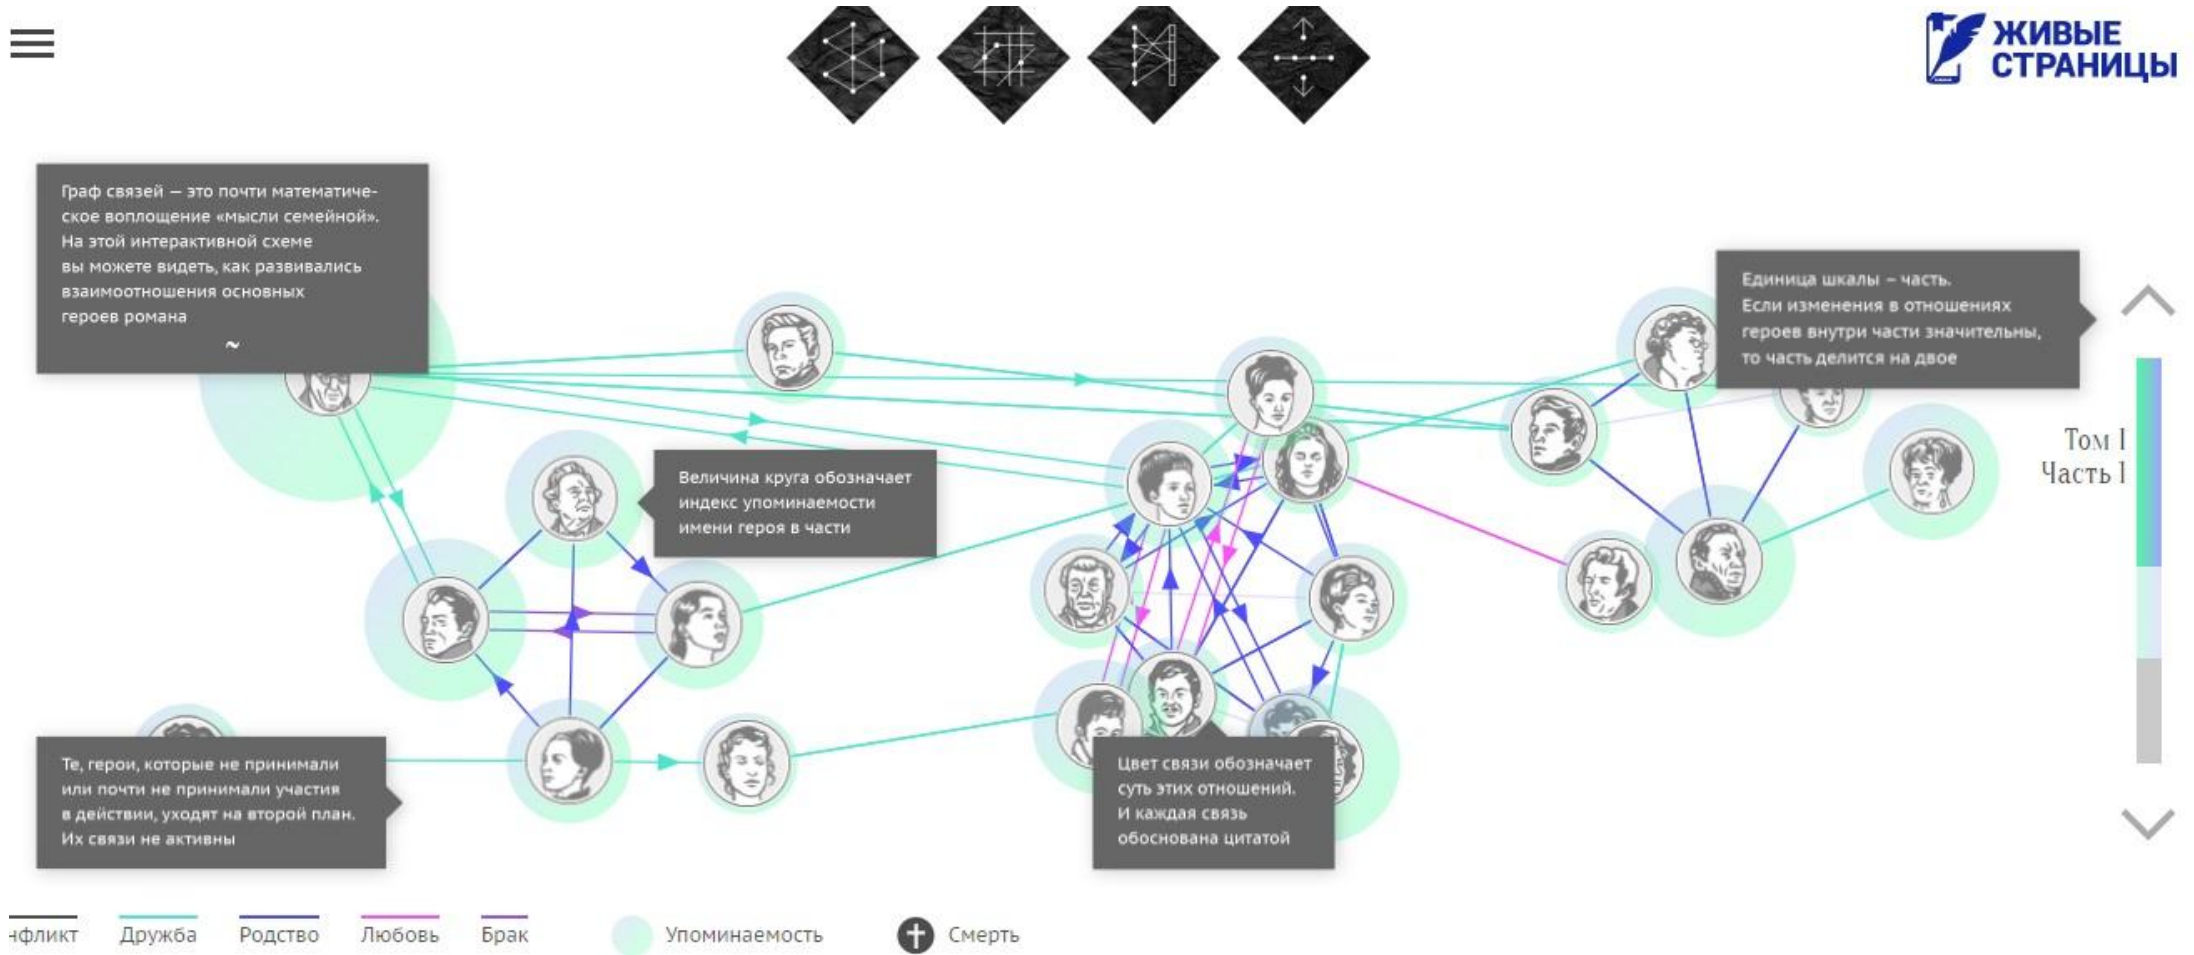 ЖИВЫЕ
СТРАНИЦЫ
Граф связей — это почти математиче-
ское воплощение «мысли семейной».
На этой интерактивной схеме
вы можете видеть, как развивались
взаимоотношения основных
героев романа
~
Единица шкалы – часть.
Если изменения в отношениях
героев внутри части значительны,
то часть делится на двое
Том I
Часть 1
Величина круга обозначает
индекс упоминаемости
имени героя в части
Те, герои, которые не принимали
или почти не принимали участия
в действии, уходят на второй план.
Их связи не активны
Цвет связи обозначает
суть этих отношений.
И каждая связь
обоснована цитатой
нфликт Дружба Родство Любовь Брак Упоминаемость Смерть